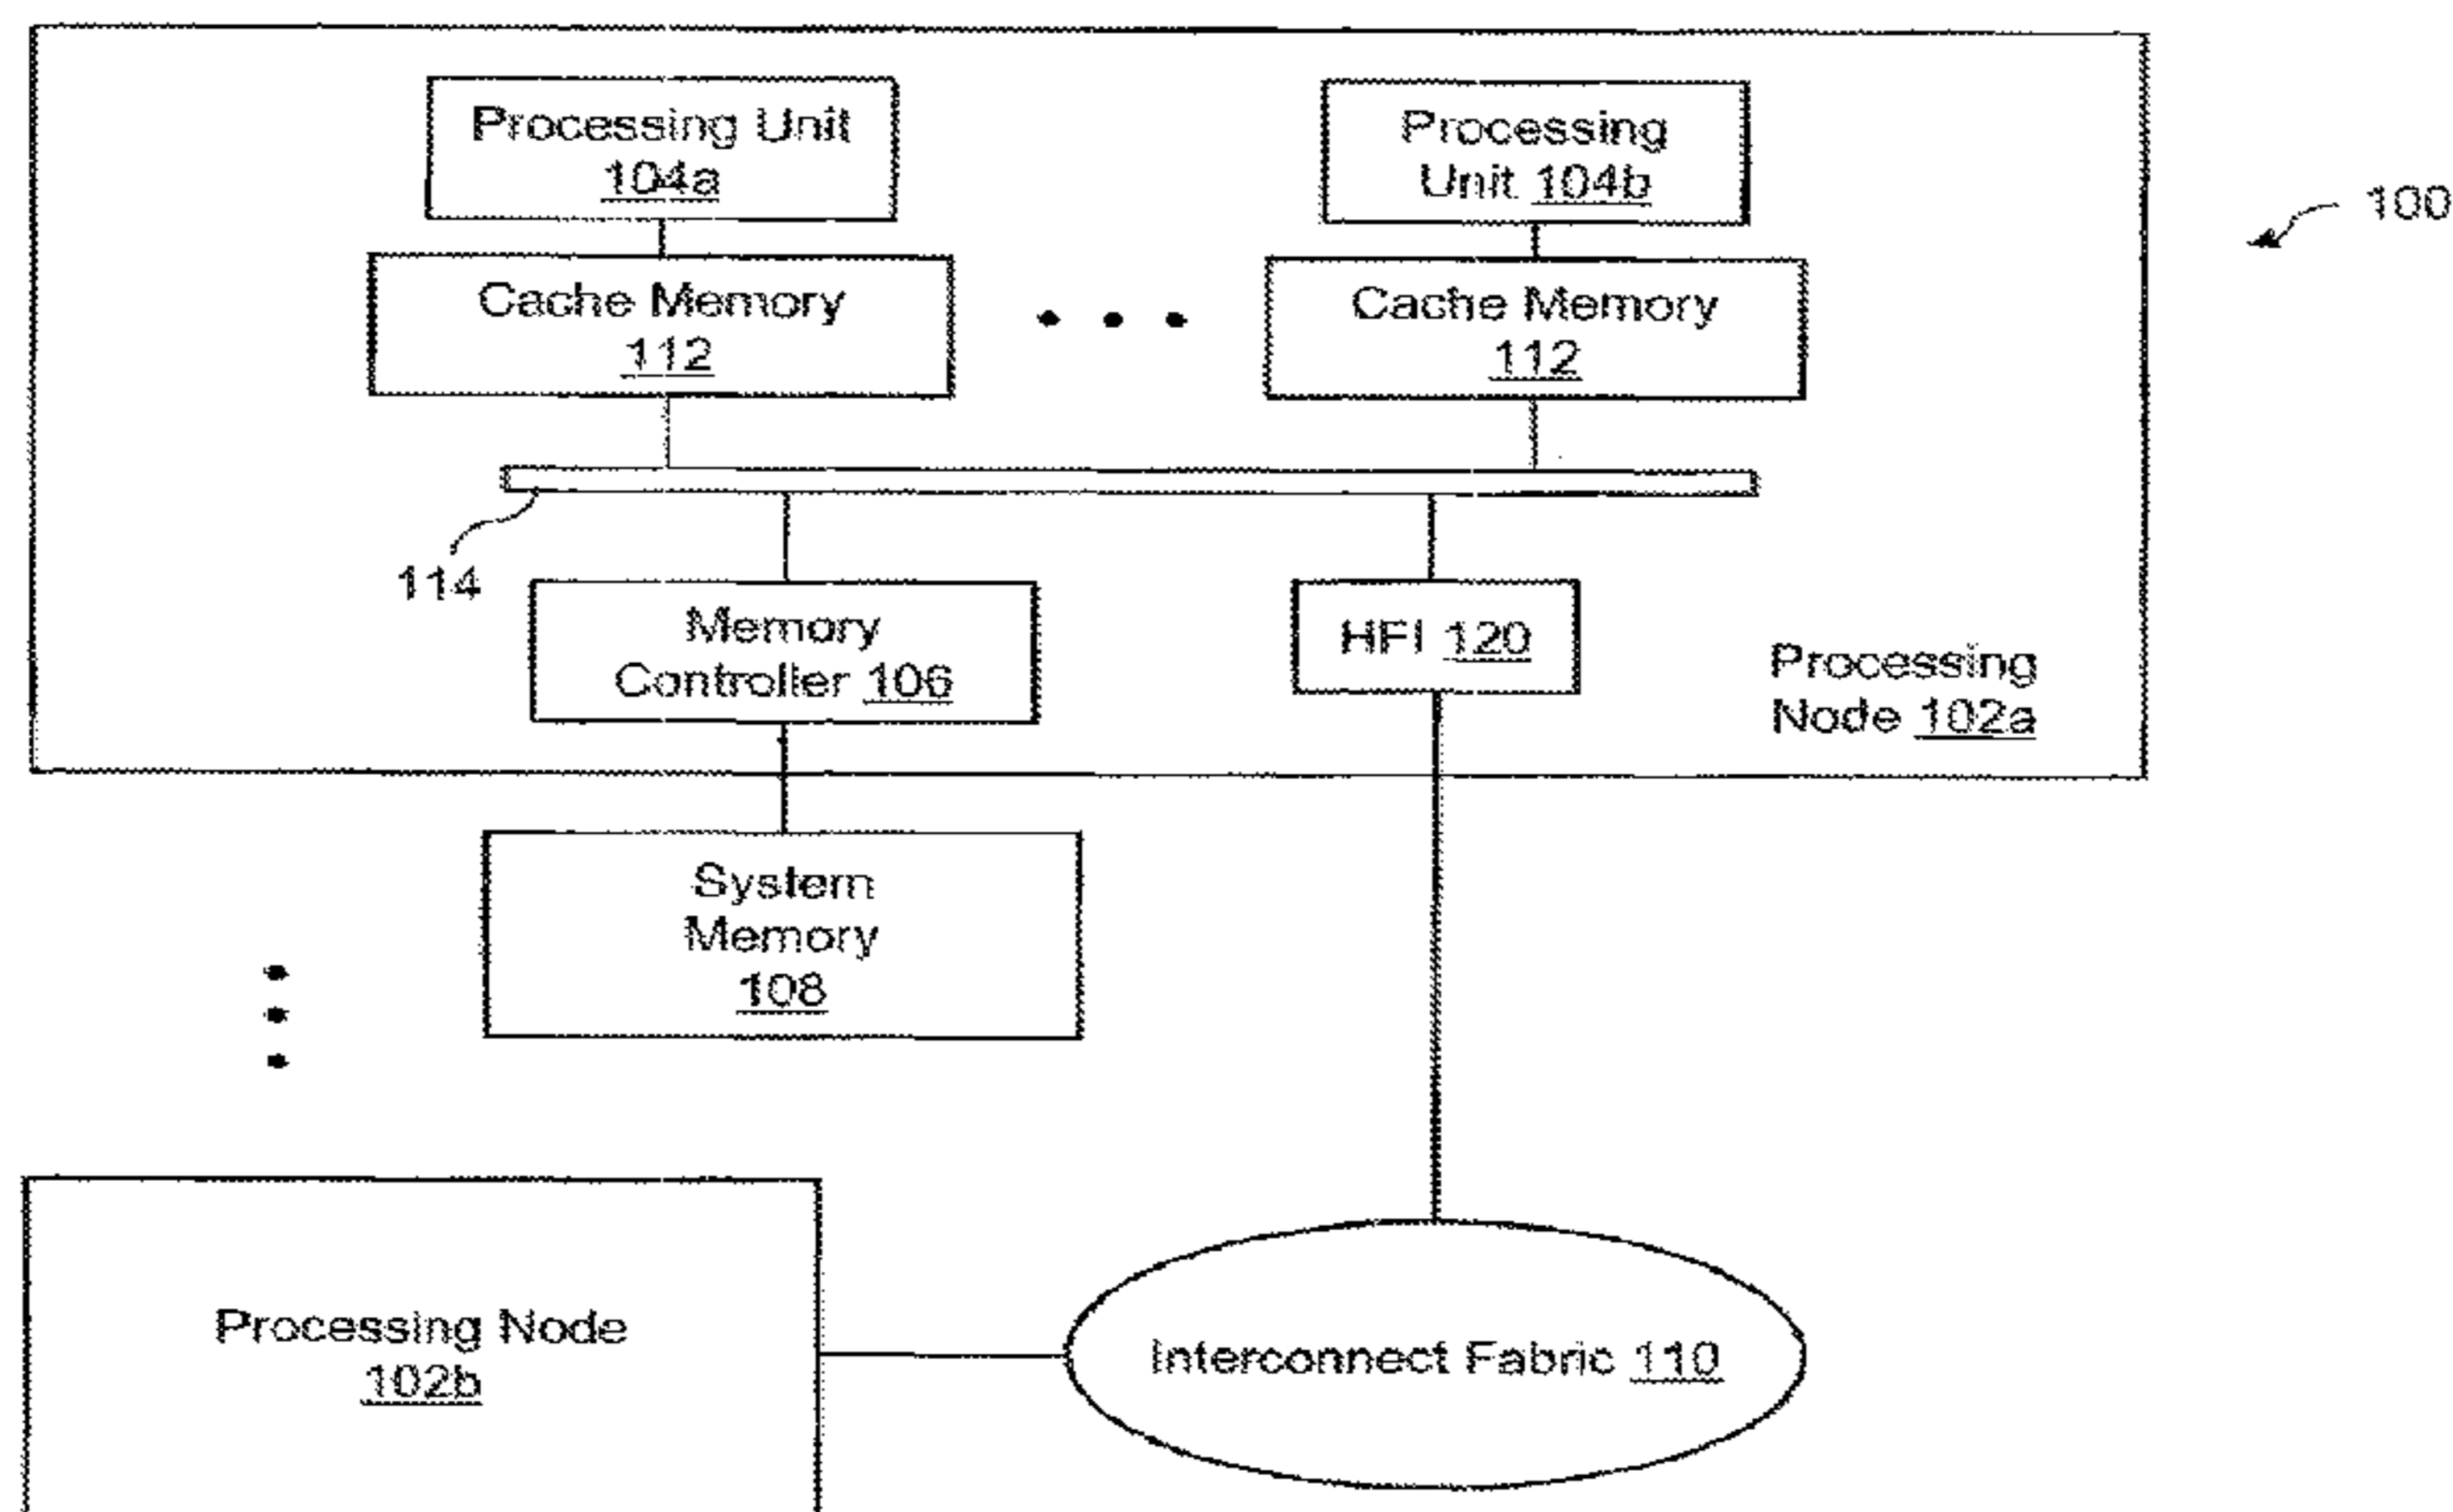 Processing Unit
104a
Processing
Unit 104b
100
Cache Memory
112
Cache Memory
112
114
Memory
Controller 106
HFI 120
Processing
Node 102a
System
Memory
108
Processing Node
102b
Interconnect Fabric 110